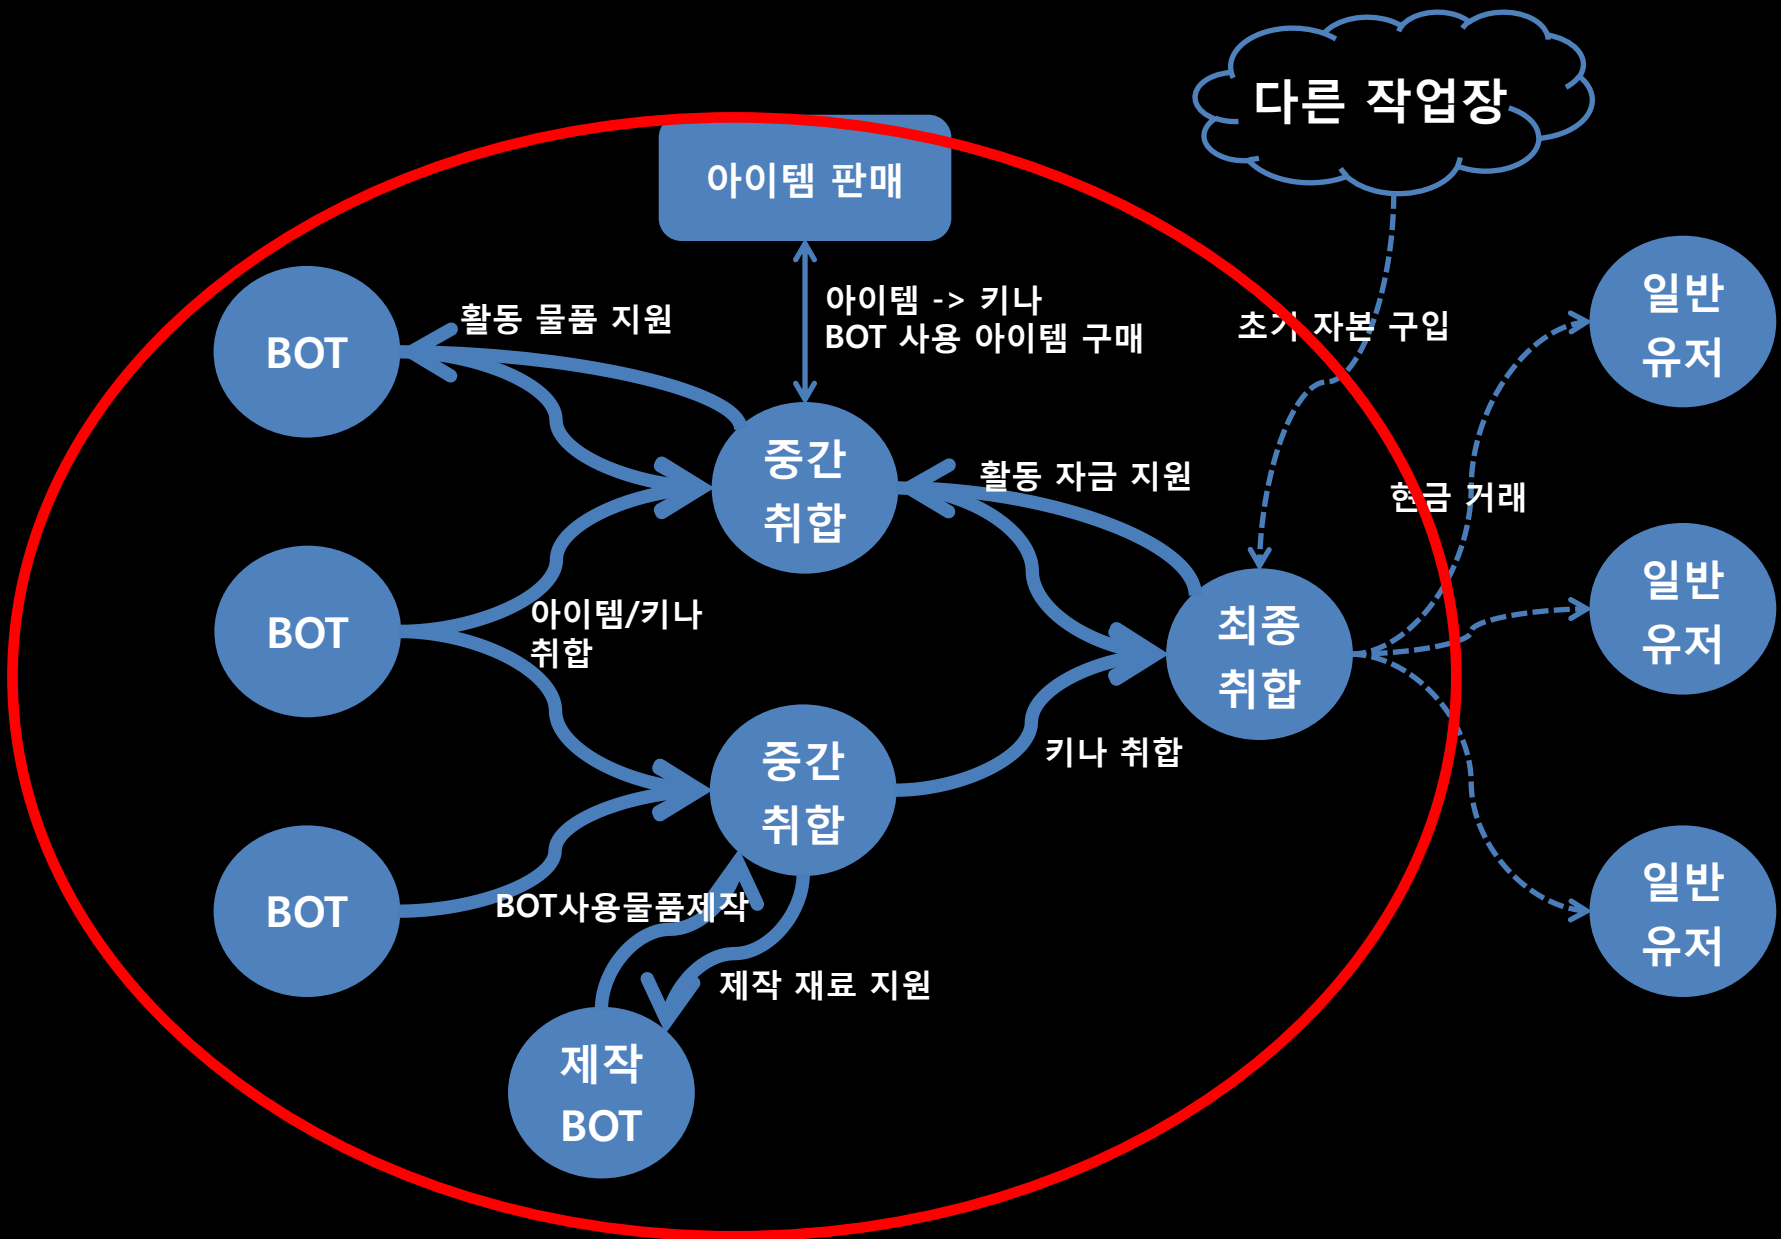 다른 작업장
아이템 판매
일반
유저
아이템 -> 키나
BOT 사용 아이템 구매
활동 물품 지원
초기 자본 구입
BOT
중간
취합
활동 자금 지원
현금 거래
일반
유저
BOT
아이템/키나
취합
최종
취합
중간
취합
키나 취합
일반
유저
BOT
BOT사용물품제작
제작 재료 지원
제작
BOT